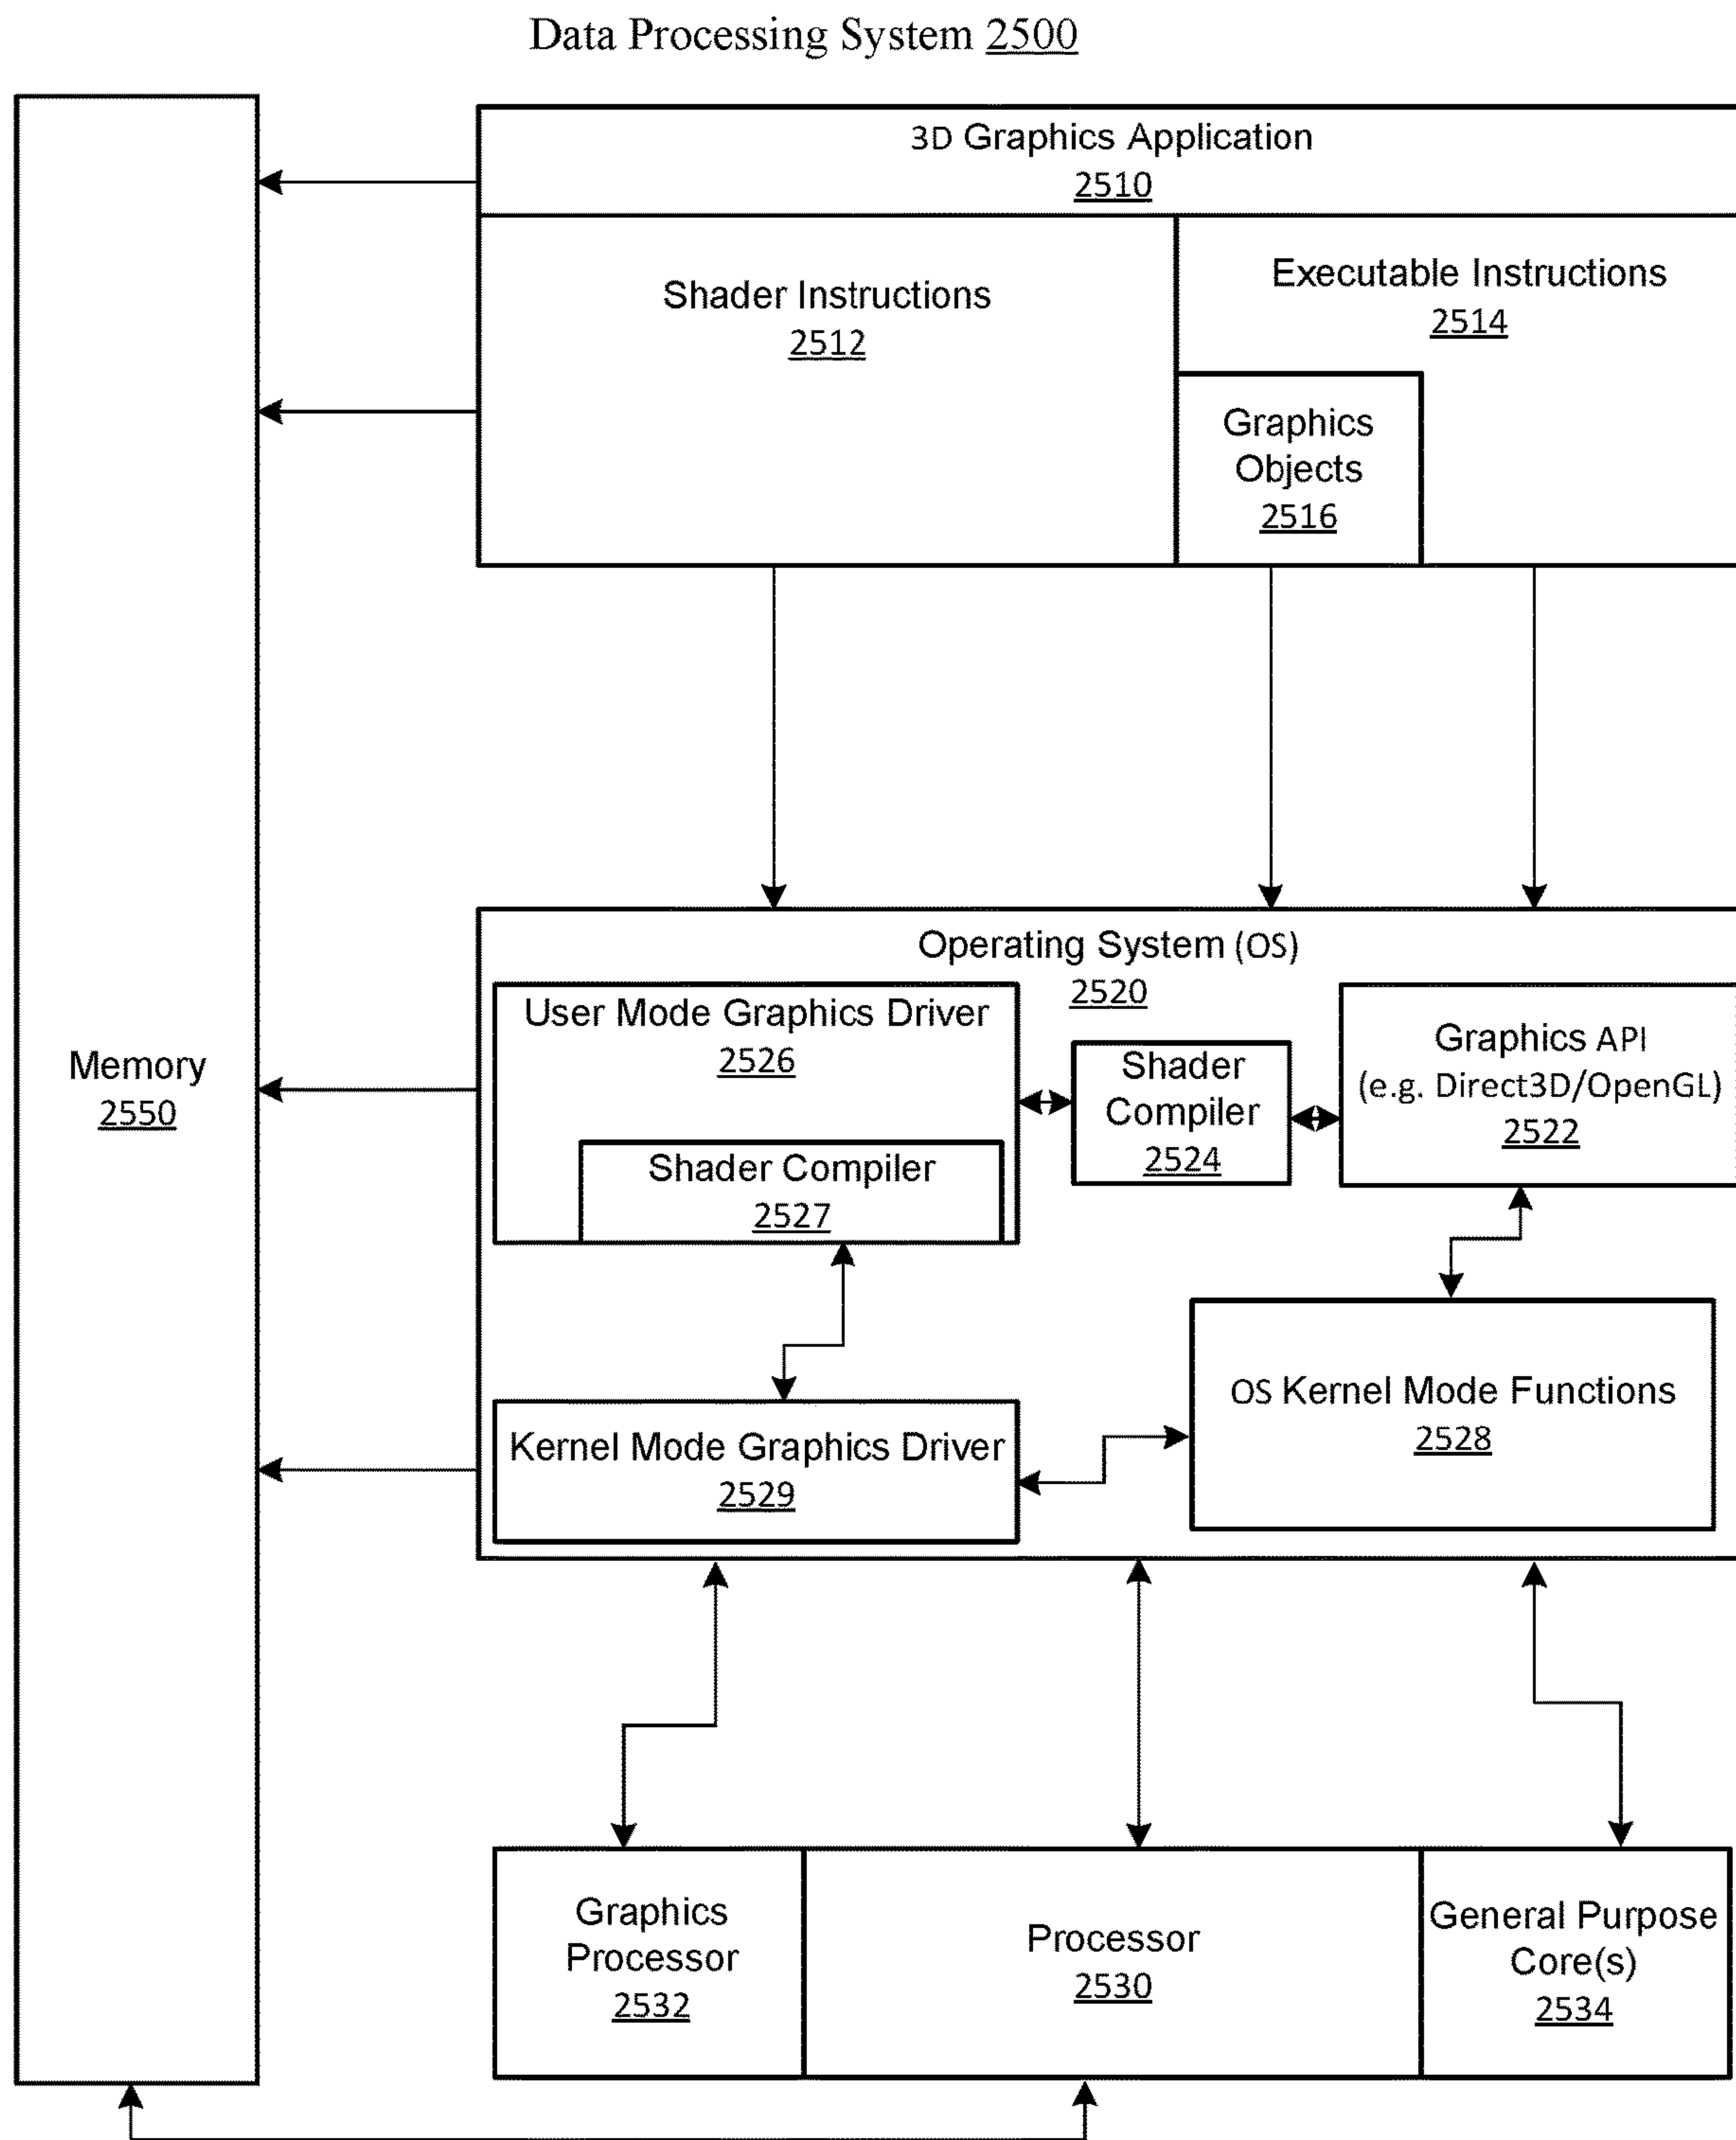 Data Processing System 2500
3D Graphics Application
2510
Shader Instructions
2512
Executable Instructions
2514
Graphics
Objects
2516
Operating System (OS)
2520
User Mode Graphics Driver
2526
Shader Compiler
2527
Shader
Compiler
2524
Graphics API
(e.g. Direct3D/OpenGL)
2522
Memory
2550
OS Kernel Mode Functions
2528
Kernel Mode Graphics Driver
2529
Graphics
Processor
2532
Processor
2530
General Purpose
Core(s)
2534